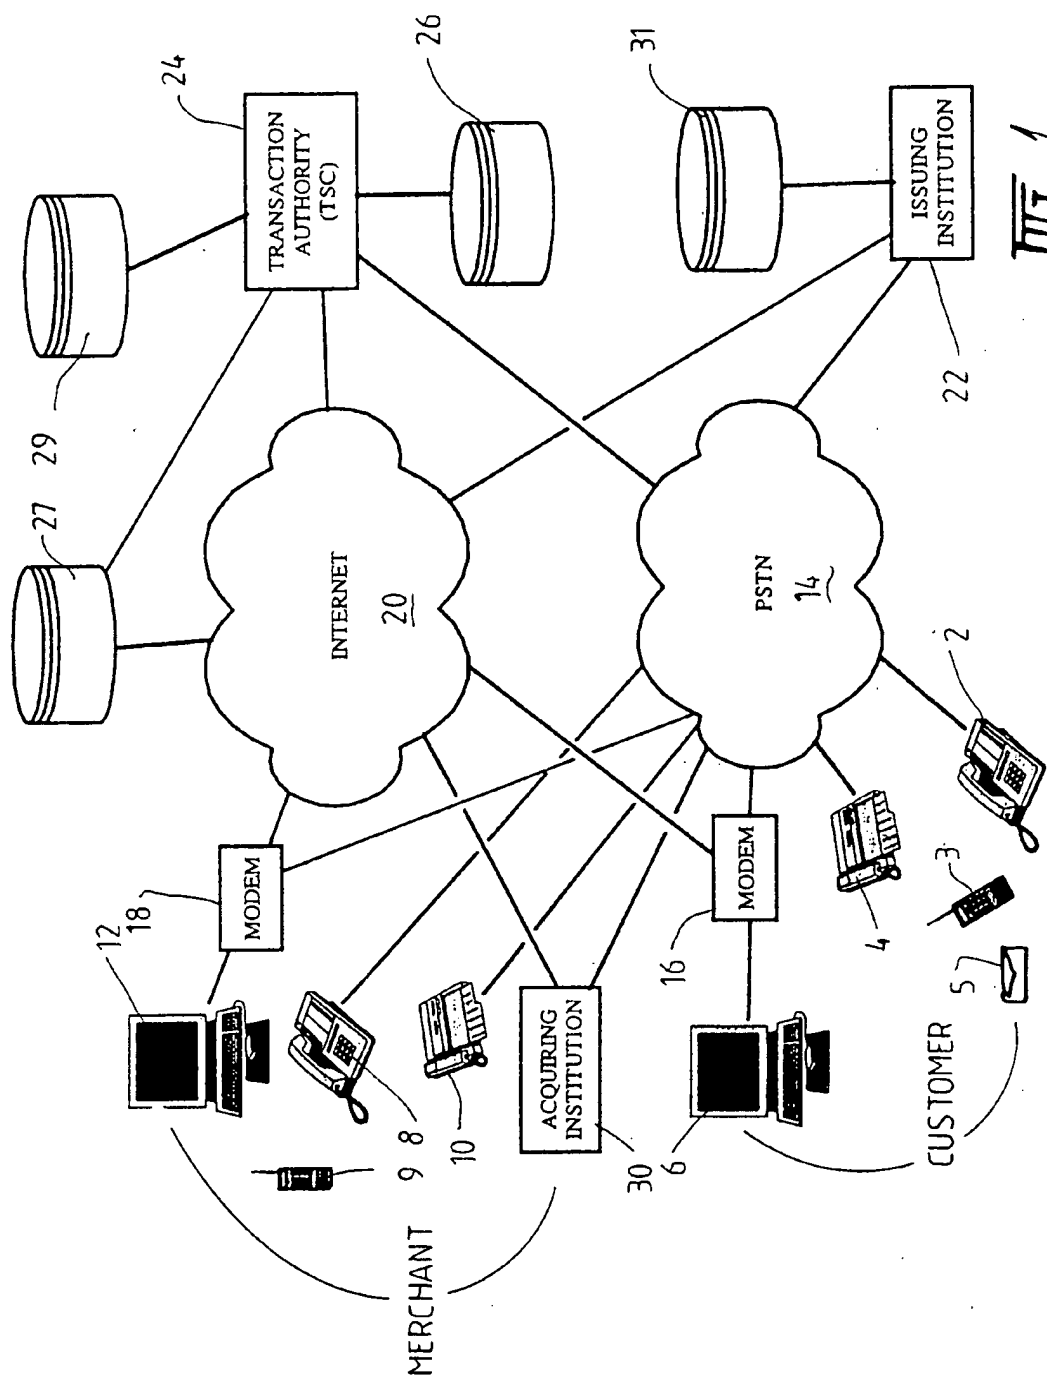 24
TRANSACTION
AUTHORITY
(TSC)
26
31
ISSUING
INSTITUTION
22
29
27
INTERNET
20
PSTN
14
12
18
MODEM
16
MODEM
2
3
4
5
8
9
10
ACQUIRING
INSTITUTION
30
6
MERCHANT
CUSTOMER